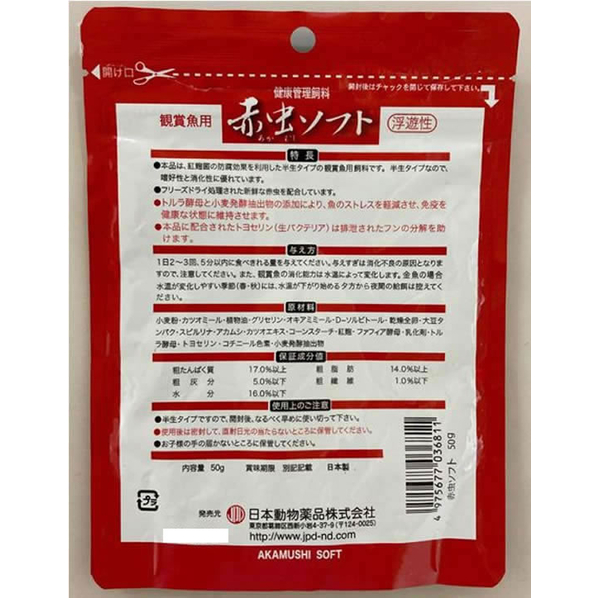 開け口
開封後はチャックを閉じて保存して下さい。
健康管理飼料
観賞魚用
赤虫ソフト
あかむし
浮遊性
特長
●本品は、紅麹菌の防腐効果を利用した半生タイプの観賞魚用飼料です。半生タイプなので、
嗜好性と消化性に優れています。
●フリーズドライ処理された新鮮な赤虫を配合しています。
●トルラ酵母と小麦発酵抽出物の添加により、魚のストレスを軽減させ、免疫を
健康な状態に維持させます。
●本品に配合されたトヨセリン(生バクテリア)は排泄されたフンの分解を助
けます。
与え方
1日2〜3回、5分以内に食べきれる量を与えてください。与えすぎは消化不良の原因となりま
すので、注意してください。また、観賞魚の消化能力は水温によって変化します。金魚の場合
水温が変化しやすい季節(春・秋)には、水温が下がり始める夕方から夜間の給餌は控えてく
ださい。
原材料
小麦粉・カツオミール・植物油・グリセリン・オキアミミール・D-ソルビトール・乾燥全卵・大豆タ
ンパク・スピルリナ・アカムシ・カツオエキス・コーンスターチ・紅麹・ファフィア酵母・乳化剤・トル
ラ酵母・トヨセリン・コチニール色素・小麦発酵抽出物
保証成分値
粗たんぱく質 17.0%以上 粗脂肪 14.0%以上
粗灰分 5.0%以下 粗繊維 1.0%以下
水分 16.0%以下
使用上のご注意
●半生タイプですので、開封後、なるべく早めに使い切って下さい。
●使用後は密封して、直射日光の当たらないところに保管してください。
●お子様の手の届かないところに保管してください。
内容量 50g 賞味期限 別記記載 日本製
4 975677 036811
赤虫ソフト 50g
プラ
発売元 JPD 日本動物薬品株式会社
東京都葛飾区西新小岩4-37-9(〒124-0025)
http://www.jpd-nd.com/
AKAMUSHI SOFT